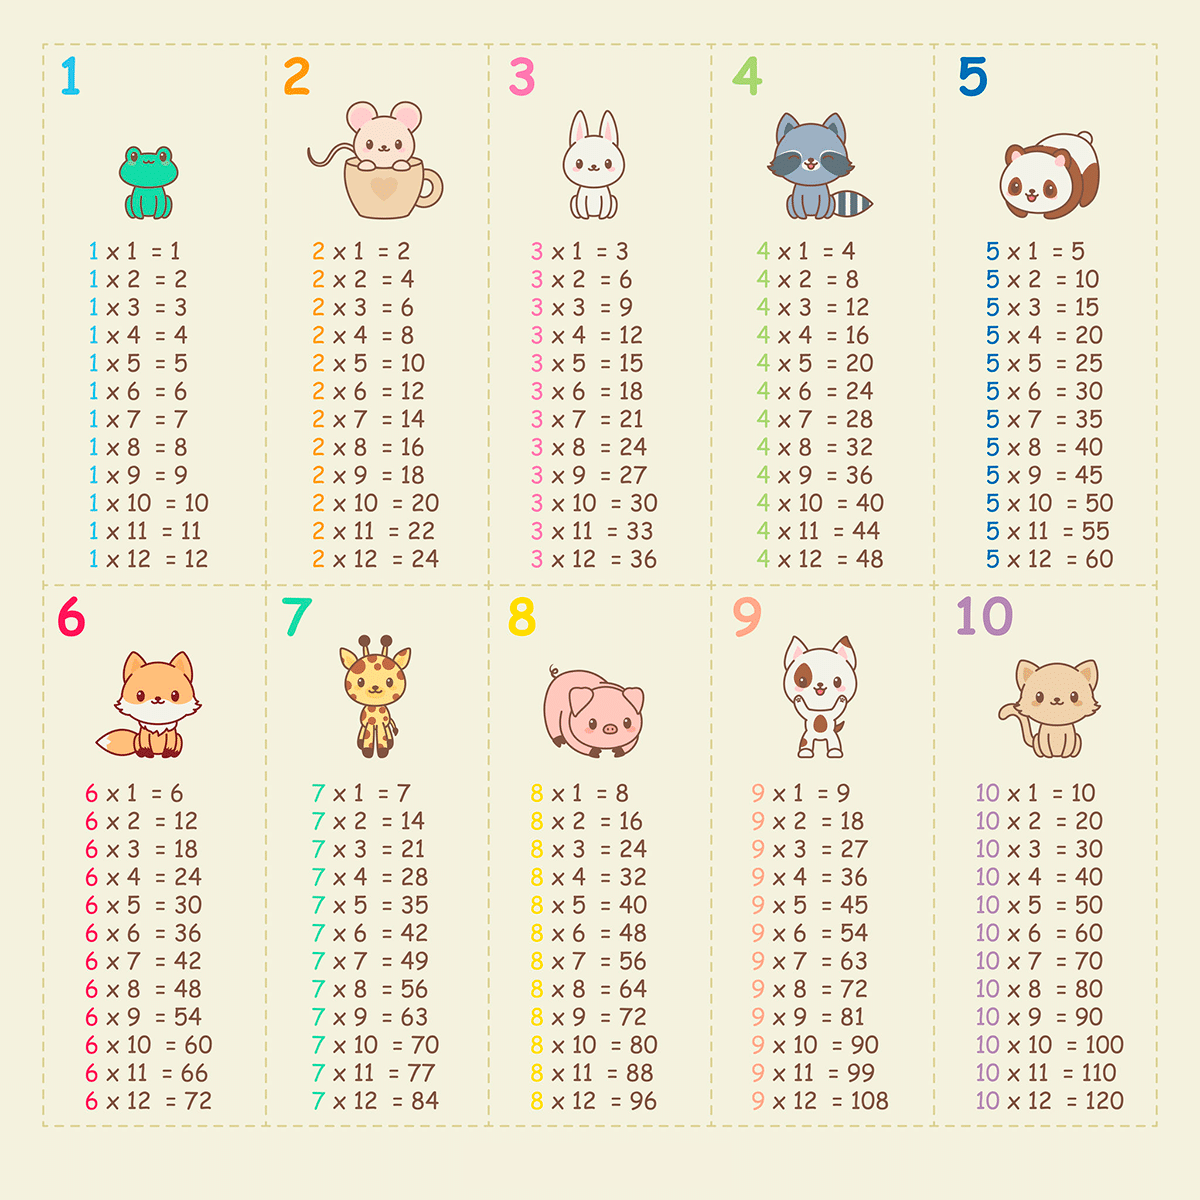 1
1 x 1 = 1
1 x 2 = 2
1 x 3 = 3
1 x 4 = 4
1 x 5 = 5
1 x 6 = 6
1 x 7 = 7
1 x 8 = 8
1 x 9 = 9
1 x 10 = 10
1 x 11 = 11
1 x 12 = 12
2
2 x 1 = 2
2 x 2 = 4
2 x 3 = 6
2 x 4 = 8
2 x 5 = 10
2 x 6 = 12
2 x 7 = 14
2 x 8 = 16
2 x 9 = 18
2 x 10 = 20
2 x 11 = 22
2 x 12 = 24
3
3 x 1 = 3
3 x 2 = 6
3 x 3 = 9
3 x 4 = 12
3 x 5 = 15
3 x 6 = 18
3 x 7 = 21
3 x 8 = 24
3 x 9 = 27
3 x 10 = 30
3 x 11 = 33
3 x 12 = 36
4
4 x 1 = 4
4 x 2 = 8
4 x 3 = 12
4 x 4 = 16
4 x 5 = 20
4 x 6 = 24
4 x 7 = 28
4 x 8 = 32
4 x 9 = 36
4 x 10 = 40
4 x 11 = 44
4 x 12 = 48
5
5 x 1 = 5
5 x 2 = 10
5 x 3 = 15
5 x 4 = 20
5 x 5 = 25
5 x 6 = 30
5 x 7 = 35
5 x 8 = 40
5 x 9 = 45
5 x 10 = 50
5 x 11 = 55
5 x 12 = 60
6
6 x 1 = 6
6 x 2 = 12
6 x 3 = 18
6 x 4 = 24
6 x 5 = 30
6 x 6 = 36
6 x 7 = 42
6 x 8 = 48
6 x 9 = 54
6 x 10 = 60
6 x 11 = 66
6 x 12 = 72
7
7 x 1 = 7
7 x 2 = 14
7 x 3 = 21
7 x 4 = 28
7 x 5 = 35
7 x 6 = 42
7 x 7 = 49
7 x 8 = 56
7 x 9 = 63
7 x 10 = 70
7 x 11 = 77
7 x 12 = 84
8
8 x 1 = 8
8 x 2 = 16
8 x 3 = 24
8 x 4 = 32
8 x 5 = 40
8 x 6 = 48
8 x 7 = 56
8 x 8 = 64
8 x 9 = 72
8 x 10 = 80
8 x 11 = 88
8 x 12 = 96
9
9 x 1 = 9
9 x 2 = 18
9 x 3 = 27
9 x 4 = 36
9 x 5 = 45
9 x 6 = 54
9 x 7 = 63
9 x 8 = 72
9 x 9 = 81
9 x 10 = 90
9 x 11 = 99
9 x 12 = 108
10
10 x 1 = 10
10 x 2 = 20
10 x 3 = 30
10 x 4 = 40
10 x 5 = 50
10 x 6 = 60
10 x 7 = 70
10 x 8 = 80
10 x 9 = 90
10 x 10 = 100
10 x 11 = 110
10 x 12 = 120